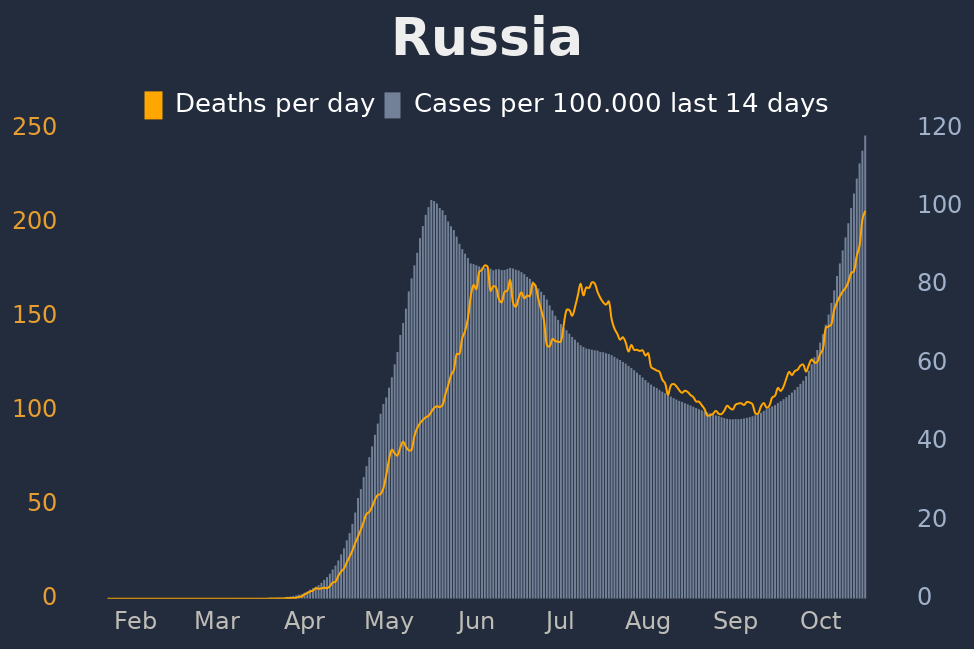 Russia
Deaths per day Cases per 100.000 last 14 days
250 120
200 100
150 80
100 60
50 40
0 20
0
Feb Mar Apr May Jun Jul Aug Sep Oct